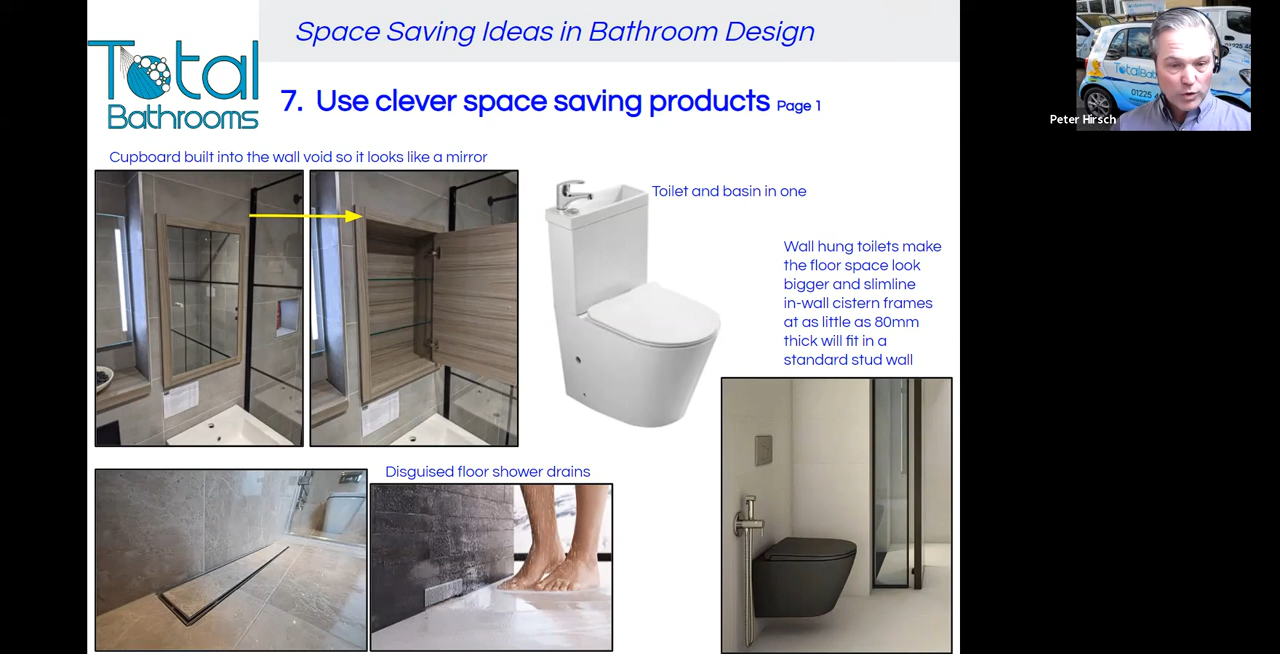 Space Saving Ideas in Bathroom Design
Total
Bathrooms
7. Use clever space saving products Page 1
Cupboard built into the wall void so it looks like a mirror
Toilet and basin in one
Wall hung toilets make
the floor space look
bigger and slimline
in-wall cistern frames
at as little as 80mm
thick will fit in a
standard stud wall
Disguised floor shower drains
Peter Hirsch
01225